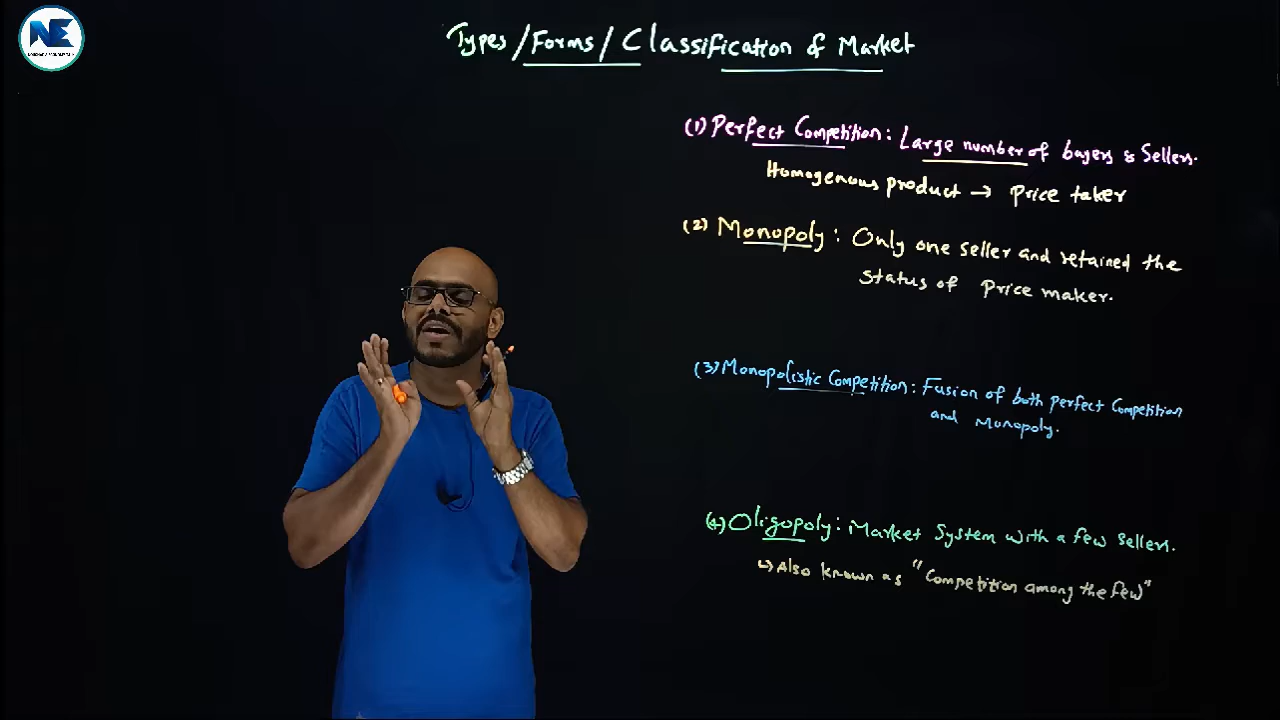 NE
Types/Forms/Classification of Market
(1) Perfect Competition: Large number of buyers & Sellers.
Homogenous product → Price taker
(2) Monopoly: Only one seller and retained the
status of Price maker.
(3) Monopolistic Competition: Fusion of both perfect Competition
and Monopoly.
(4) Oligopoly: Market System with a few Sellers.
↳ Also known as "Competition among the few"